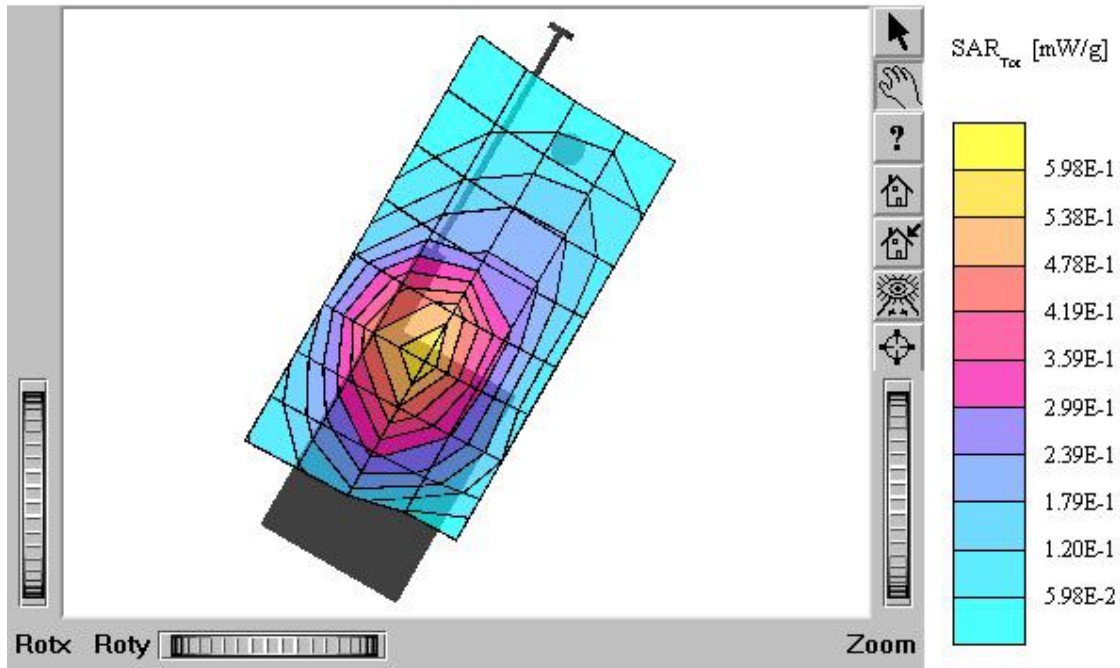 SAR_Tot [mW/g]
?
5.98E-1
5.38E-1
4.78E-1
4.19E-1
3.59E-1
2.99E-1
2.39E-1
1.79E-1
1.20E-1
5.98E-2
Rotx Roty Zoom